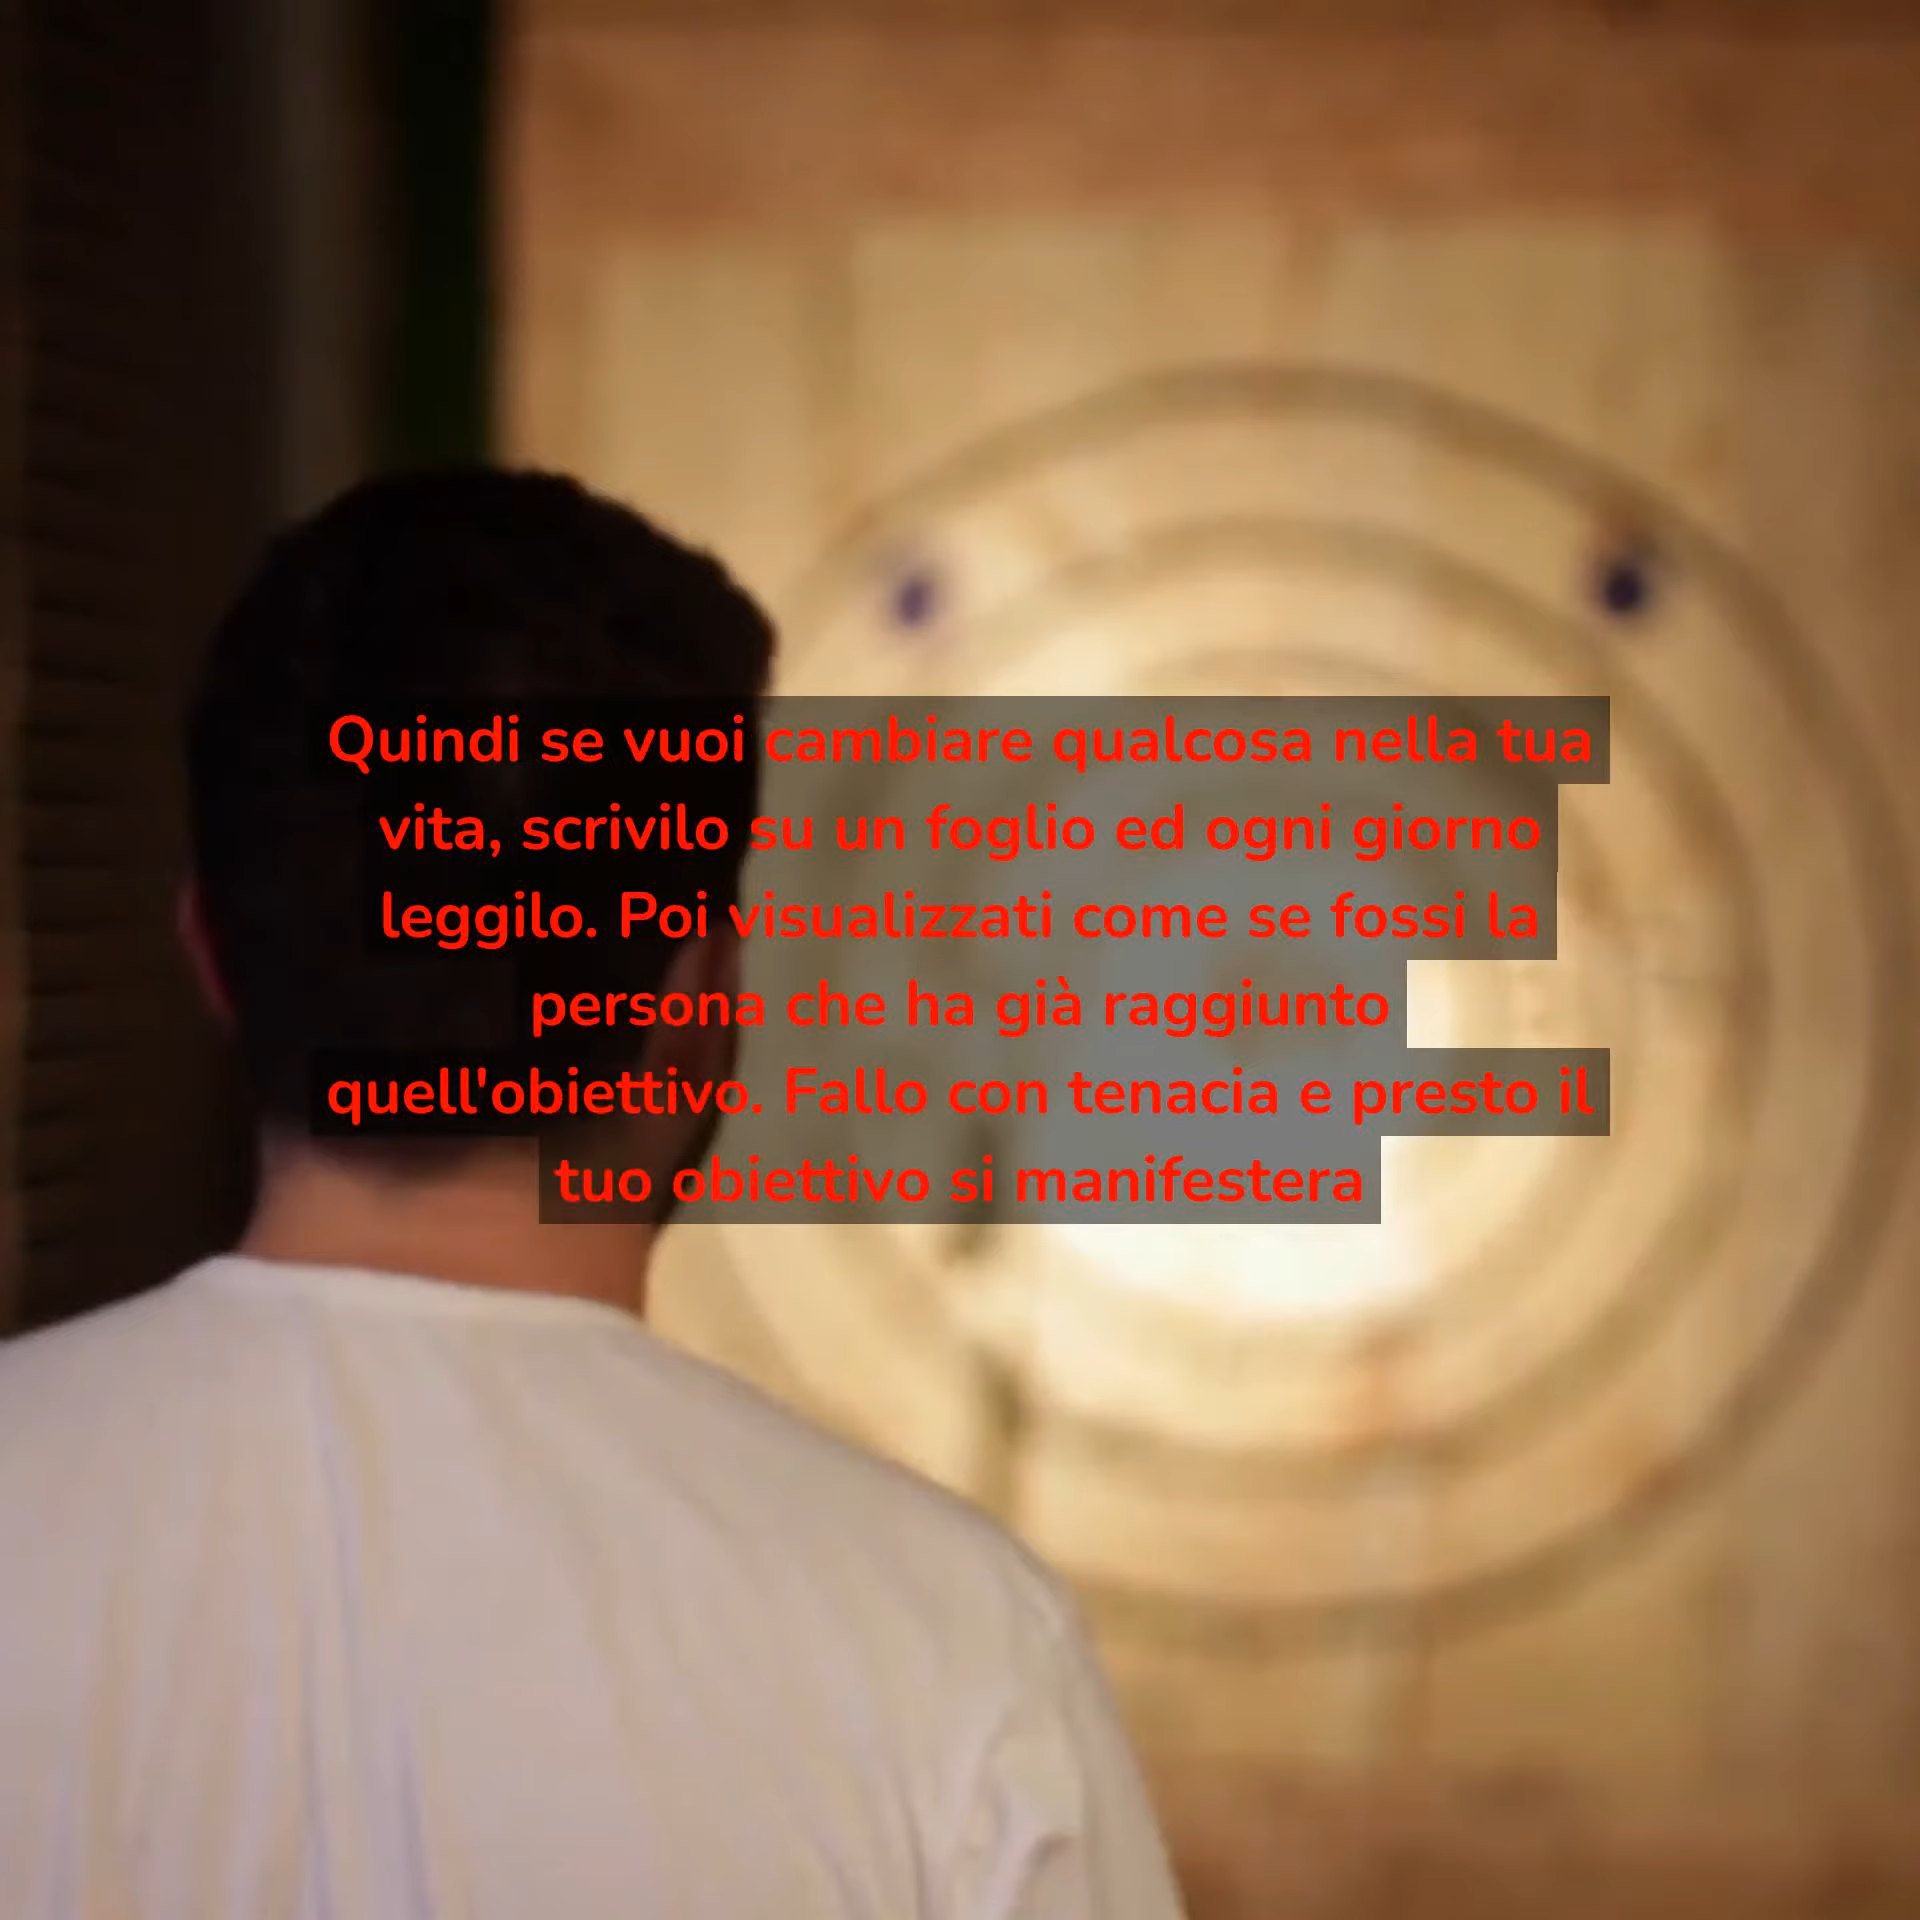 Quindi se vuoi cambiare qualcosa nella tua
vita, scrivilo su un foglio ed ogni giorno
leggilo. Poi visualizzati come se fossi la
persona che ha già raggiunto
quell'obiettivo. Fallo con tenacia e presto il
tuo obiettivo si manifestera